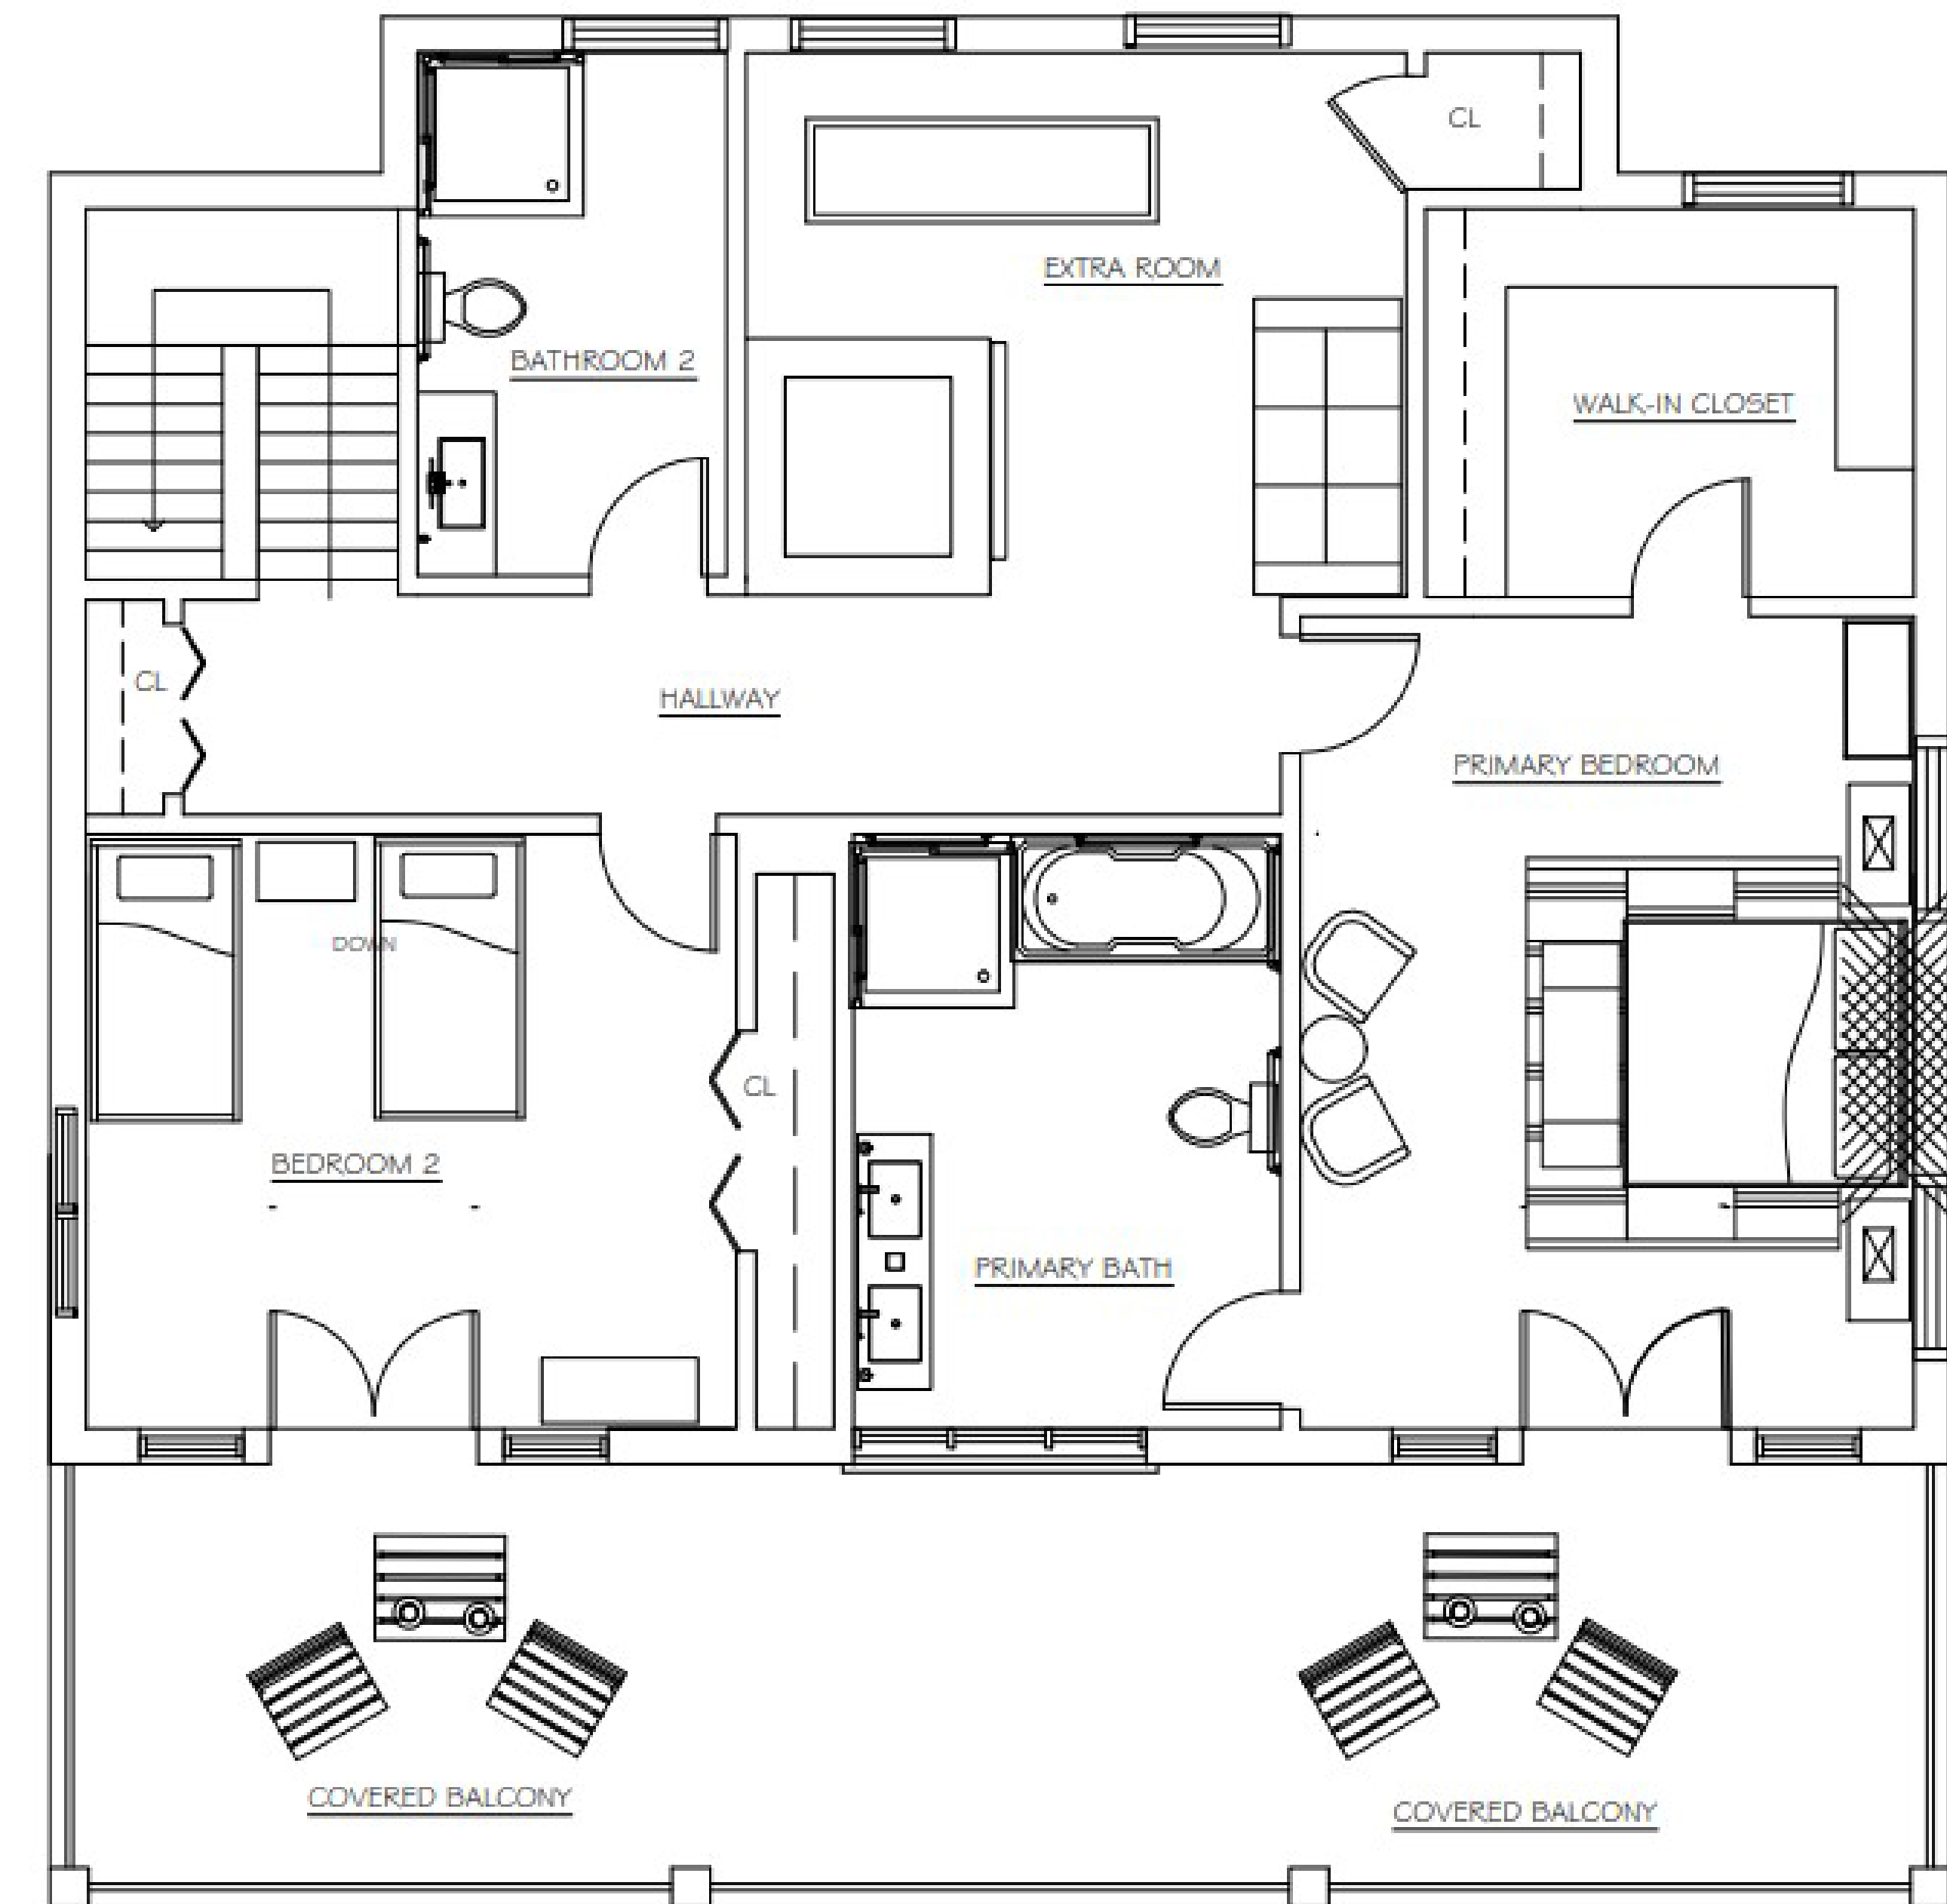 CL
EXTRA ROOM
BATHROOM 2
WALK-IN CLOSET
CL
HALLWAY
PRIMARY BEDROOM
DOWN
CL
BEDROOM 2
PRIMARY BATH
COVERED BALCONY
COVERED BALCONY